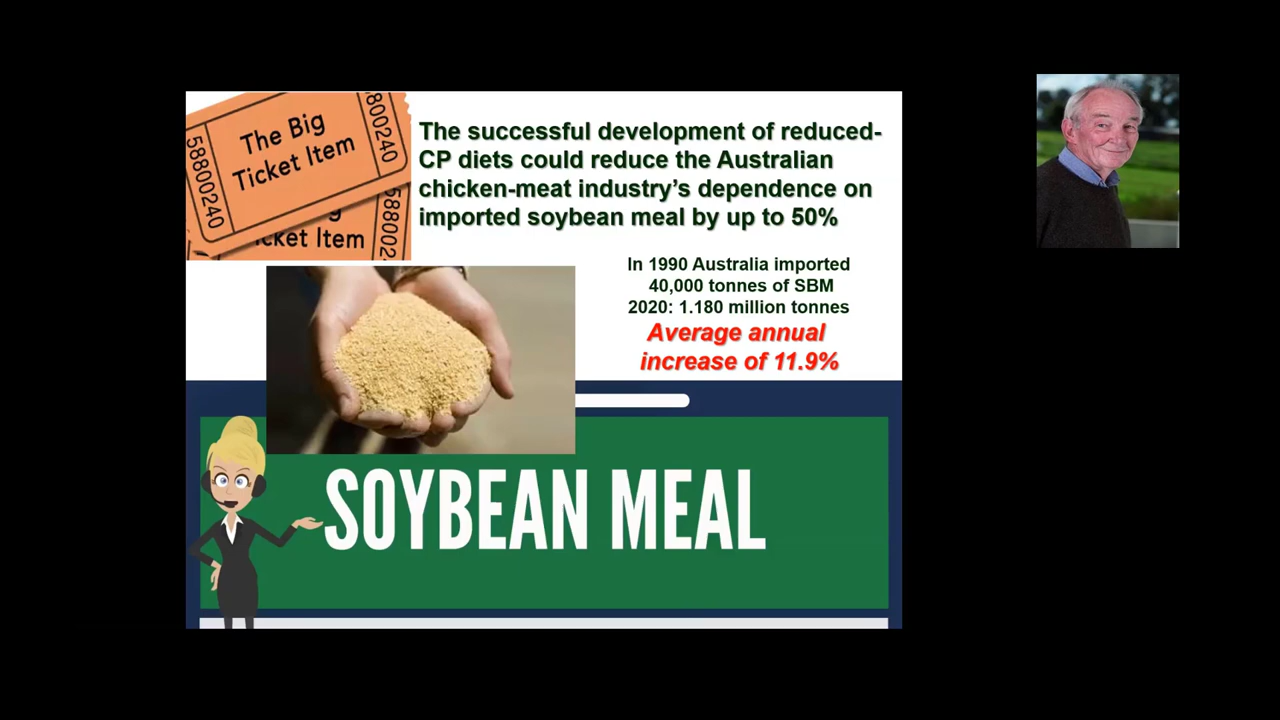 The Big
Ticket Item
58800240
58800240
Ticket Item
588002
The successful development of reduced-
CP diets could reduce the Australian
chicken-meat industry’s dependence on
imported soybean meal by up to 50%
In 1990 Australia imported
40,000 tonnes of SBM
2020: 1.180 million tonnes
Average annual
increase of 11.9%
SOYBEAN MEAL